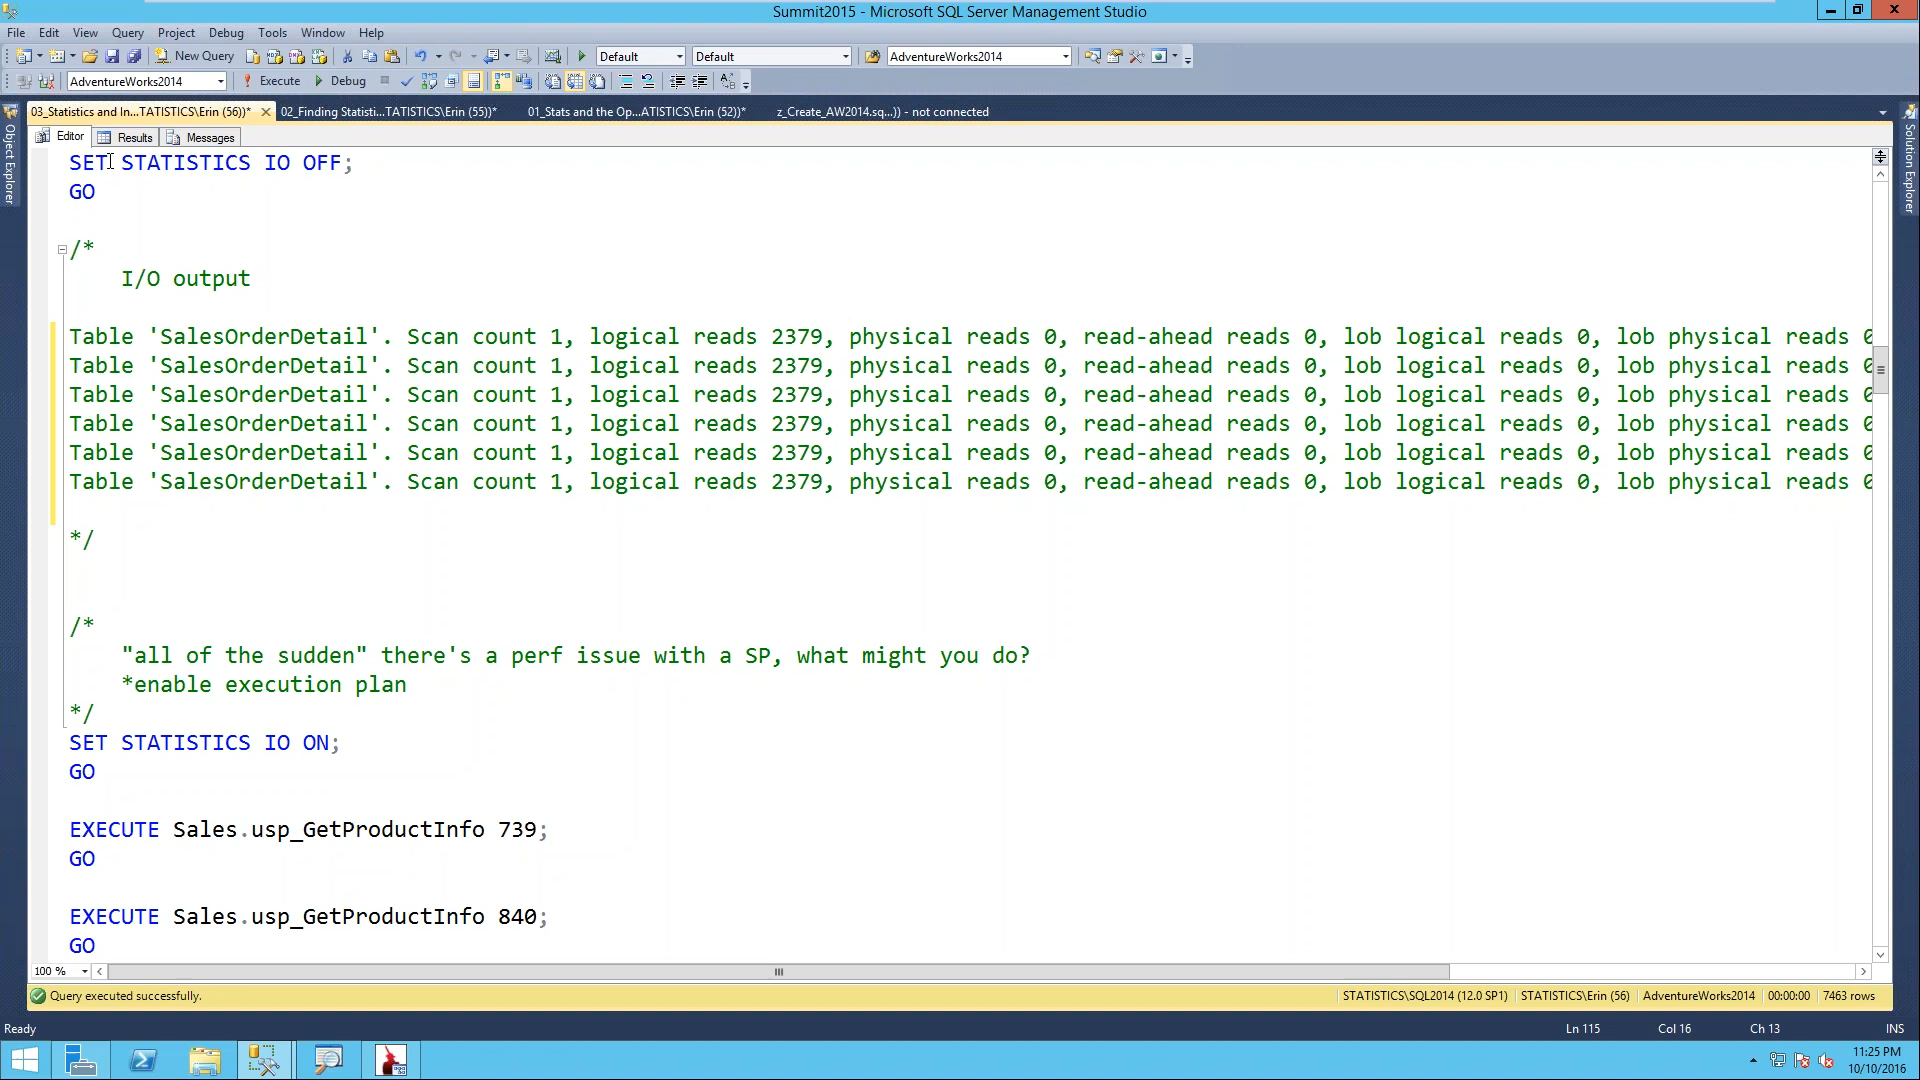 Summit2015 - Microsoft SQL Server Management Studio
File Edit View Query Project Debug Tools Window Help
New Query Default Default AdventureWorks2014
AdventureWorks2014 Execute Debug
03_Statistics and In...TATISTICS\Erin (56))* 02_Finding Statisti...TATISTICS\Erin (55))* 01_Stats and the Op...ATISTICS\Erin (52))* z_Create_AW2014.sq...)) - not connected
Editor Results Messages
Object Explorer
Solution Explorer
SET STATISTICS IO OFF;
GO
/*
I/O output
Table 'SalesOrderDetail'. Scan count 1, logical reads 2379, physical reads 0, read-ahead reads 0, lob logical reads 0, lob physical reads 0
Table 'SalesOrderDetail'. Scan count 1, logical reads 2379, physical reads 0, read-ahead reads 0, lob logical reads 0, lob physical reads 0
Table 'SalesOrderDetail'. Scan count 1, logical reads 2379, physical reads 0, read-ahead reads 0, lob logical reads 0, lob physical reads 0
Table 'SalesOrderDetail'. Scan count 1, logical reads 2379, physical reads 0, read-ahead reads 0, lob logical reads 0, lob physical reads 0
Table 'SalesOrderDetail'. Scan count 1, logical reads 2379, physical reads 0, read-ahead reads 0, lob logical reads 0, lob physical reads 0
Table 'SalesOrderDetail'. Scan count 1, logical reads 2379, physical reads 0, read-ahead reads 0, lob logical reads 0, lob physical reads 0
*/
/*
"all of the sudden" there's a perf issue with a SP, what might you do?
*enable execution plan
*/
SET STATISTICS IO ON;
GO
EXECUTE Sales.usp_GetProductInfo 739;
GO
EXECUTE Sales.usp_GetProductInfo 840;
GO
100 %
Query executed successfully. STATISTICS\SQL2014 (12.0 SP1) STATISTICS\Erin (56) AdventureWorks2014 00:00:00 7463 rows
Ready Ln 115 Col 16 Ch 13 INS
11:25 PM
10/10/2016